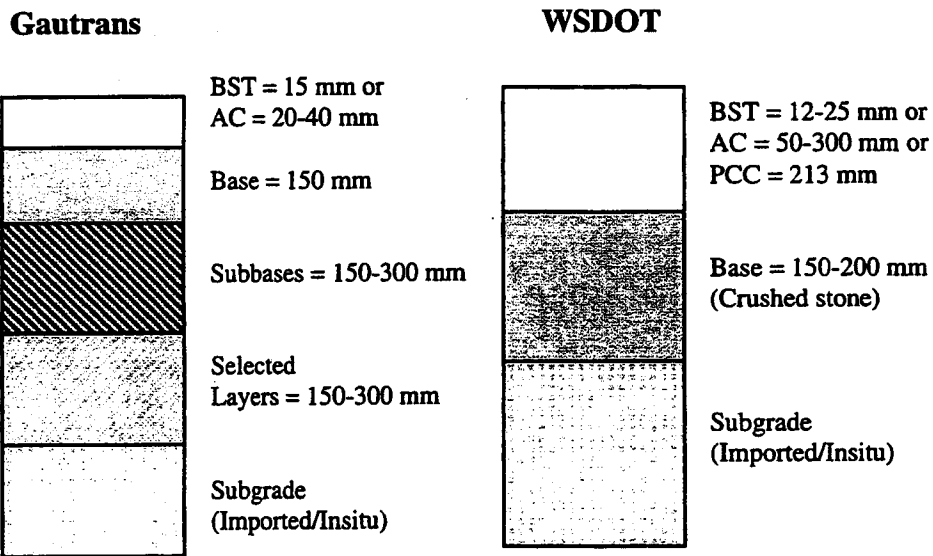 Gautrans
BST = 15 mm or
AC = 20-40 mm
Base = 150 mm
Subbases = 150-300 mm
Selected
Layers = 150-300 mm
Subgrade
(Imported/Insitu)
WSDOT
BST = 12-25 mm or
AC = 50-300 mm or
PCC = 213 mm
Base = 150-200 mm
(Crushed stone)
Subgrade
(Imported/Insitu)